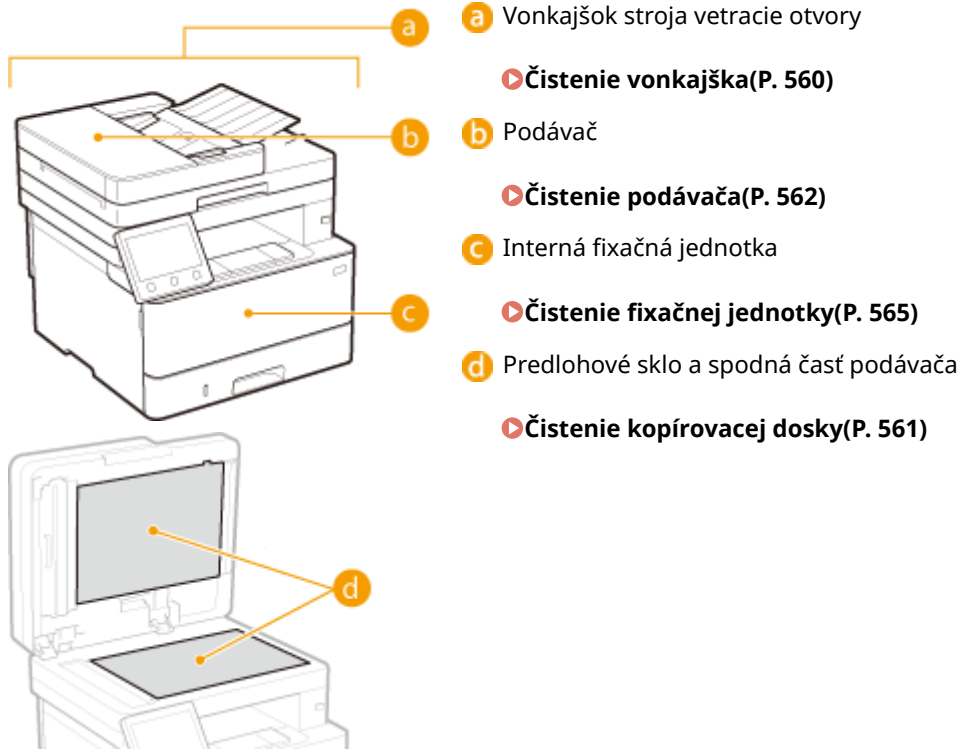 a Vonkajšok stroja vetracie otvory
Čistenie vonkajška(P. 560)
b Podávač
Čistenie podávača(P. 562)
c Interná fixačná jednotka
Čistenie fixačnej jednotky(P. 565)
d Predlohové sklo a spodná časť podávača
Čistenie kopírovacej dosky(P. 561)
a
b
c
d